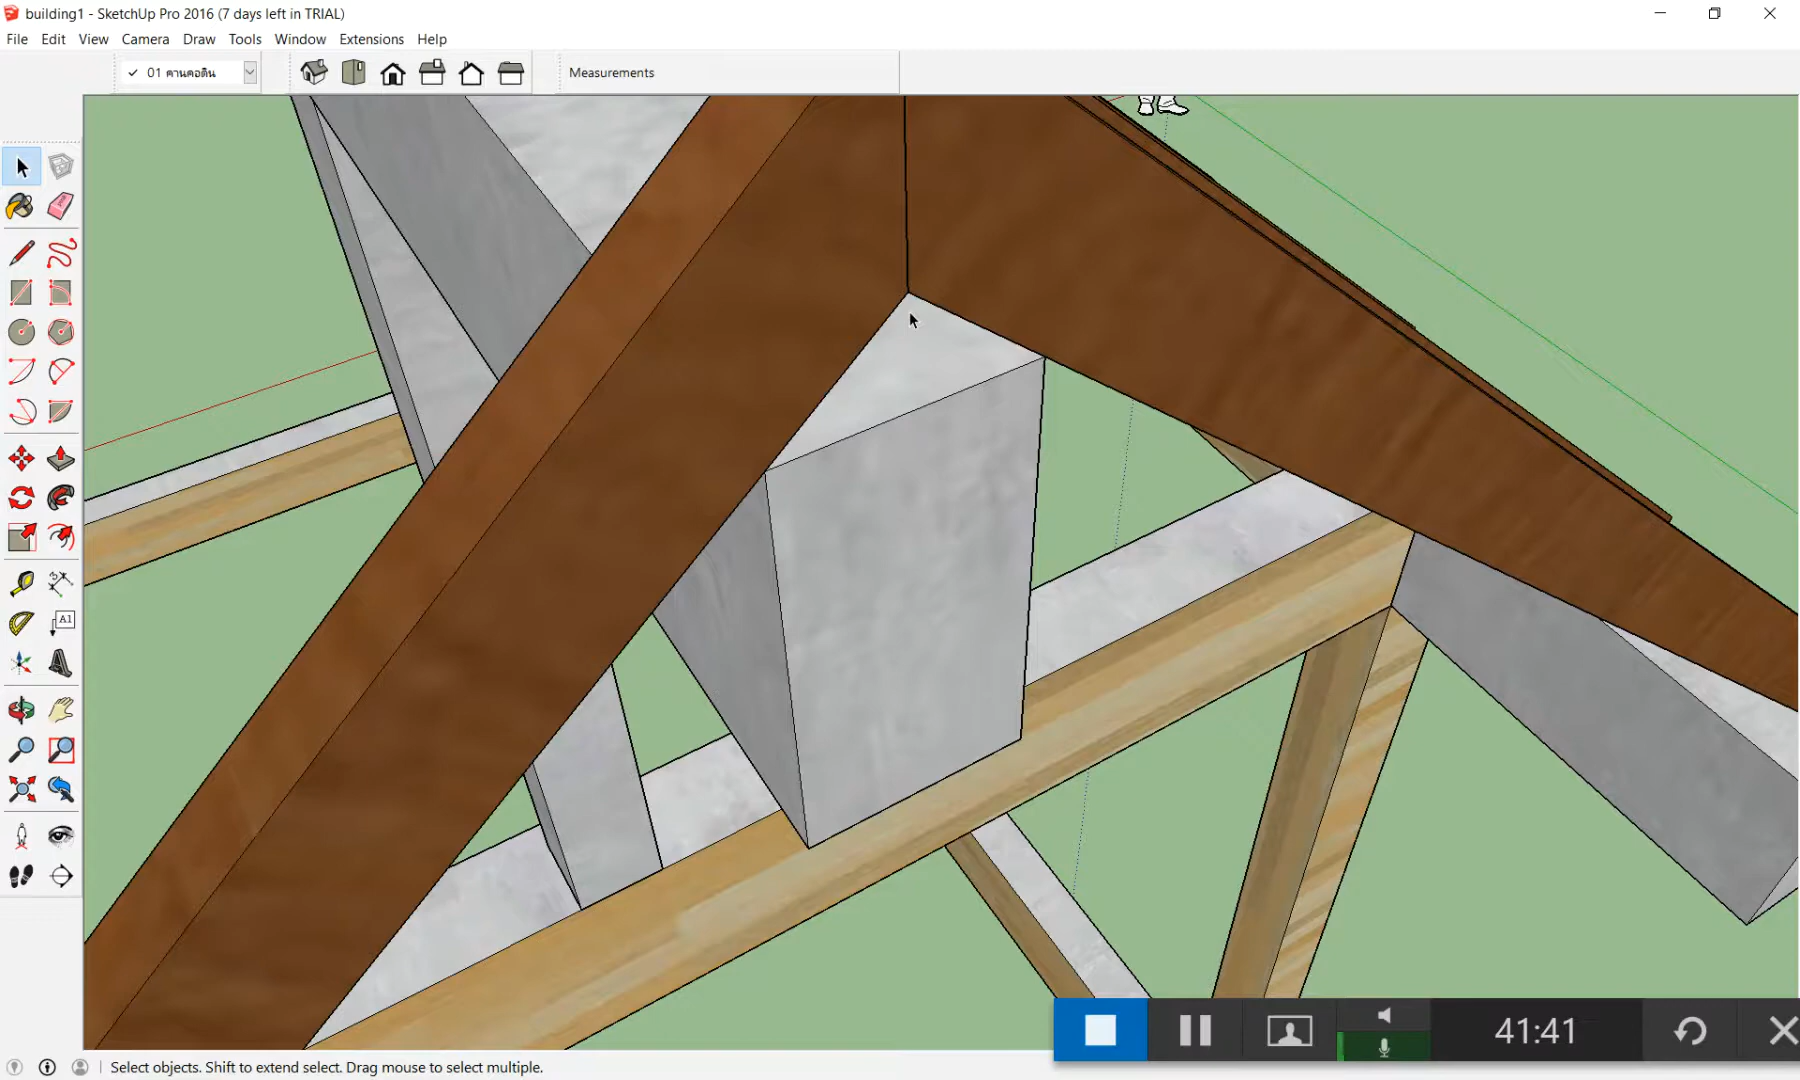 building1 - SketchUp Pro 2016 (7 days left in TRIAL)
File Edit View Camera Draw Tools Window Extensions Help
01 คานคอดิน
Measurements
A1
41:41
Select objects. Shift to extend select. Drag mouse to select multiple.